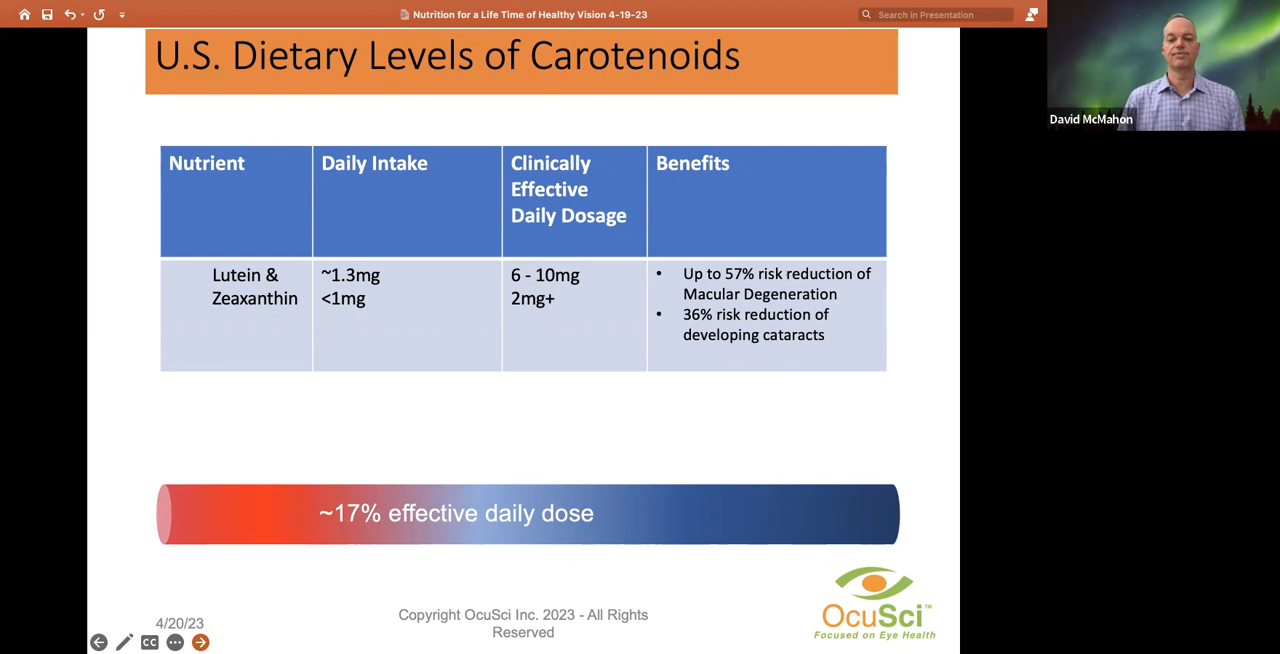 Nutrition for a Life Time of Healthy Vision 4-19-23
Search in Presentation
U.S. Dietary Levels of Carotenoids
David McMahon
Nutrient
Daily Intake
Clinically
Effective
Daily Dosage
Benefits
Lutein &
Zeaxanthin
~1.3mg
<1mg
6 - 10mg
2mg+
• Up to 57% risk reduction of
Macular Degeneration
• 36% risk reduction of
developing cataracts
~17% effective daily dose
4/20/23
Copyright OcuSci Inc. 2023 - All Rights
Reserved
OcuSci™
Focused on Eye Health
CC